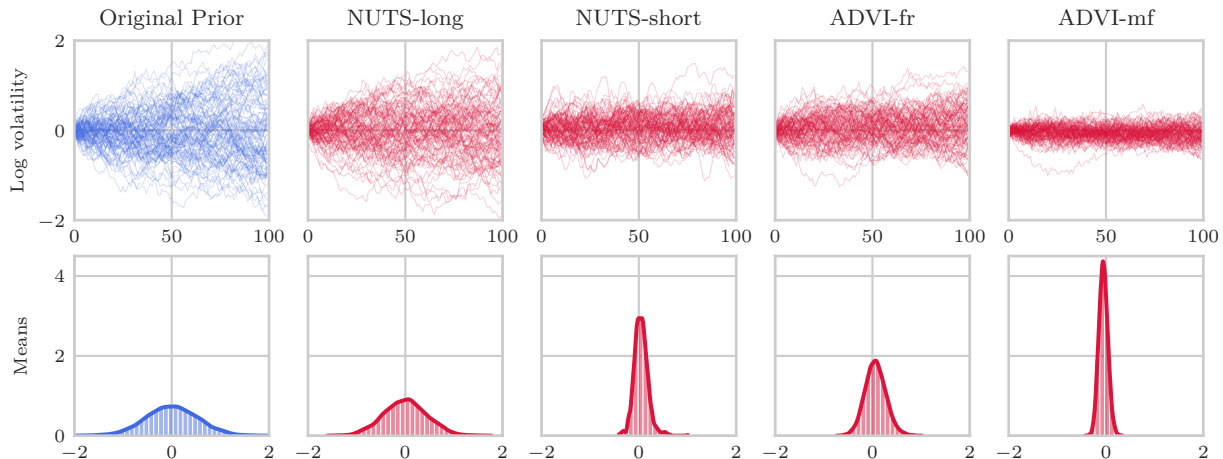 Original Prior NUTS-long NUTS-short ADVI-fr ADVI-mf
Log volatility
2
0
−2
0 50 100 0 50 100 0 50 100 0 50 100 0 50 100
Means
4
2
0
−2 0 2 −2 0 2 −2 0 2 −2 0 2 −2 0 2